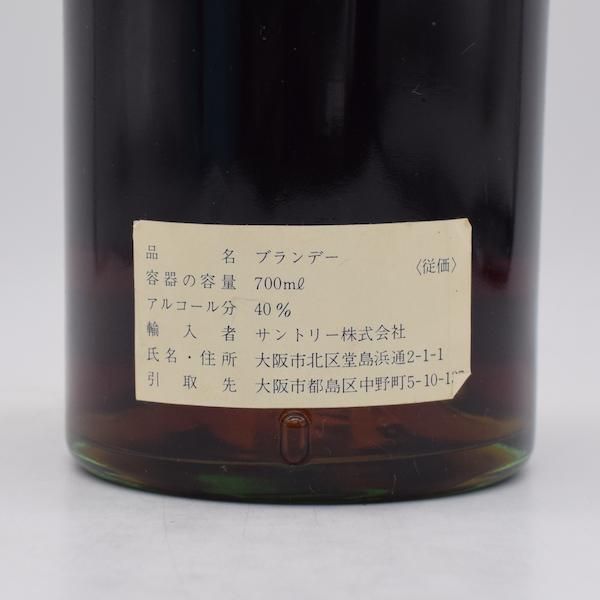 品名 ブランデー 〈従価〉
容器の容量 700mℓ
アルコール分 40%
輸入者 サントリー株式会社
氏名・住所 大阪市北区堂島浜通2-1-1
引取先 大阪市都島区中野町5-10-